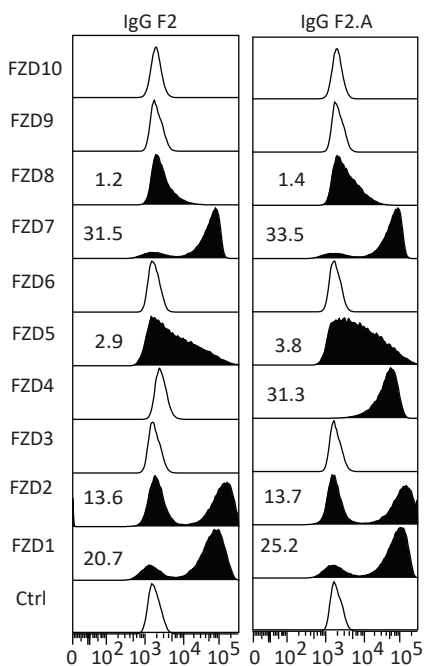 IgG F2 IgG F2.A
FZD10
FZD9
FZD8 1.2 1.4
FZD7 31.5 33.5
FZD6
FZD5 2.9 3.8
FZD4 31.3
FZD3
FZD2 13.6 13.7
FZD1 20.7 25.2
Ctrl
0 10² 10³ 10⁴ 10⁵ 0 10² 10³ 10⁴ 10⁵